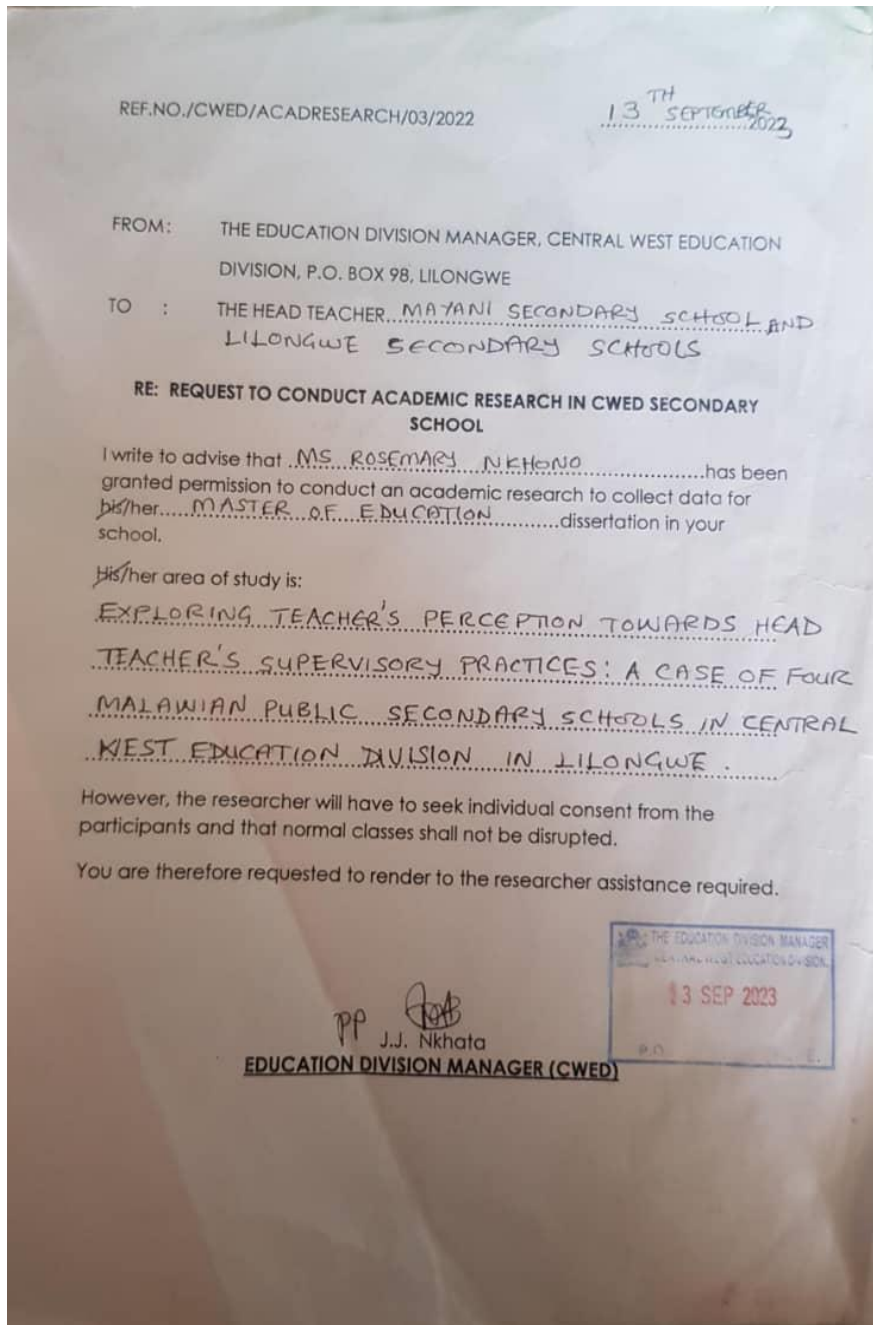 REF.NO./CWED/ACADRESEARCH/03/2022
13TH SEPTEMBER 2023
FROM: THE EDUCATION DIVISION MANAGER, CENTRAL WEST EDUCATION
DIVISION, P.O. BOX 98, LILONGWE
TO : THE HEAD TEACHER MAYANI SECONDARY SCHOOL AND
LILONGWE SECONDARY SCHOOLS
RE: REQUEST TO CONDUCT ACADEMIC RESEARCH IN CWED SECONDARY
SCHOOL
I write to advise that MS ROSEMARY NKHONO has been
granted permission to conduct an academic research to collect data for
his/her MASTER OF EDUCATION dissertation in your
school.
His/her area of study is:
EXPLORING TEACHER'S PERCEPTION TOWARDS HEAD
TEACHER'S SUPERVISORY PRACTICES: A CASE OF FOUR
MALAWIAN PUBLIC SECONDARY SCHOOLS IN CENTRAL
WEST EDUCATION DIVISION IN LILONGWE.
However, the researcher will have to seek individual consent from the
participants and that normal classes shall not be disrupted.
You are therefore requested to render to the researcher assistance required.
THE EDUCATION DIVISION MANAGER
CENTRAL WEST EDUCATION DIVISION
13 SEP 2023
PP
J.J. Nkhata
EDUCATION DIVISION MANAGER (CWED)